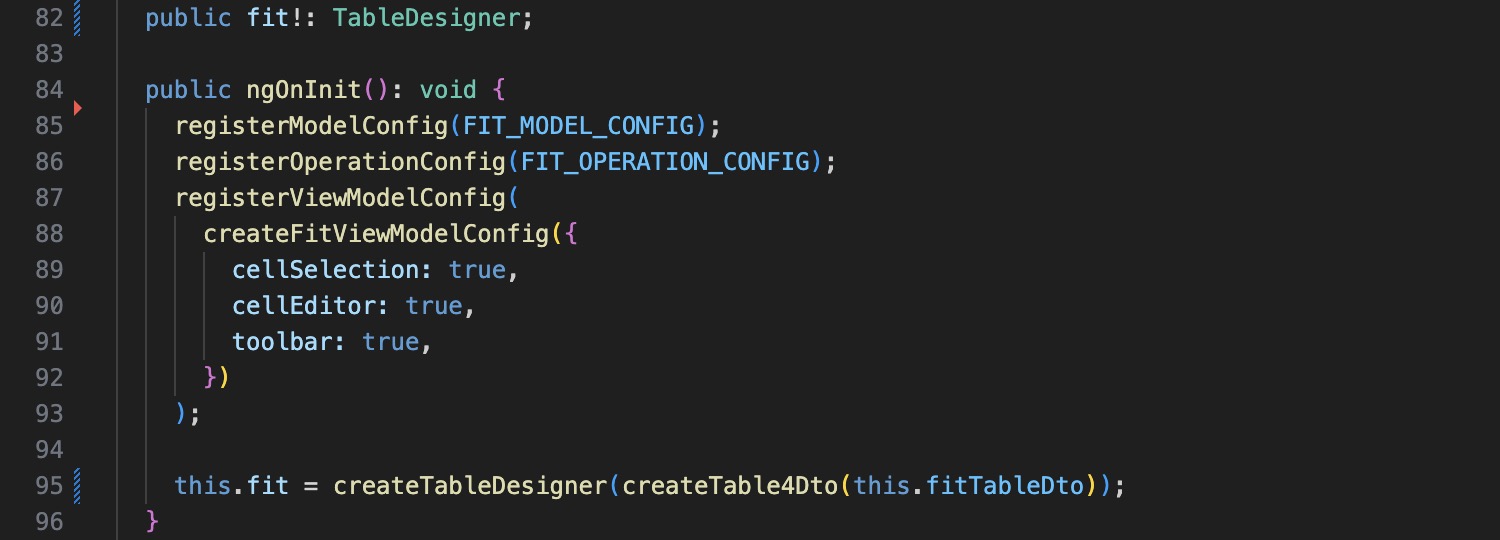 82 public fit!: TableDesigner;
83
84 public ngOnInit(): void {
85 registerModelConfig(FIT_MODEL_CONFIG);
86 registerOperationConfig(FIT_OPERATION_CONFIG);
87 registerViewModelConfig(
88 createFitViewModelConfig({
89 cellSelection: true,
90 cellEditor: true,
91 toolbar: true,
92 })
93 );
94
95 this.fit = createTableDesigner(createTable4Dto(this.fitTableDto));
96 }